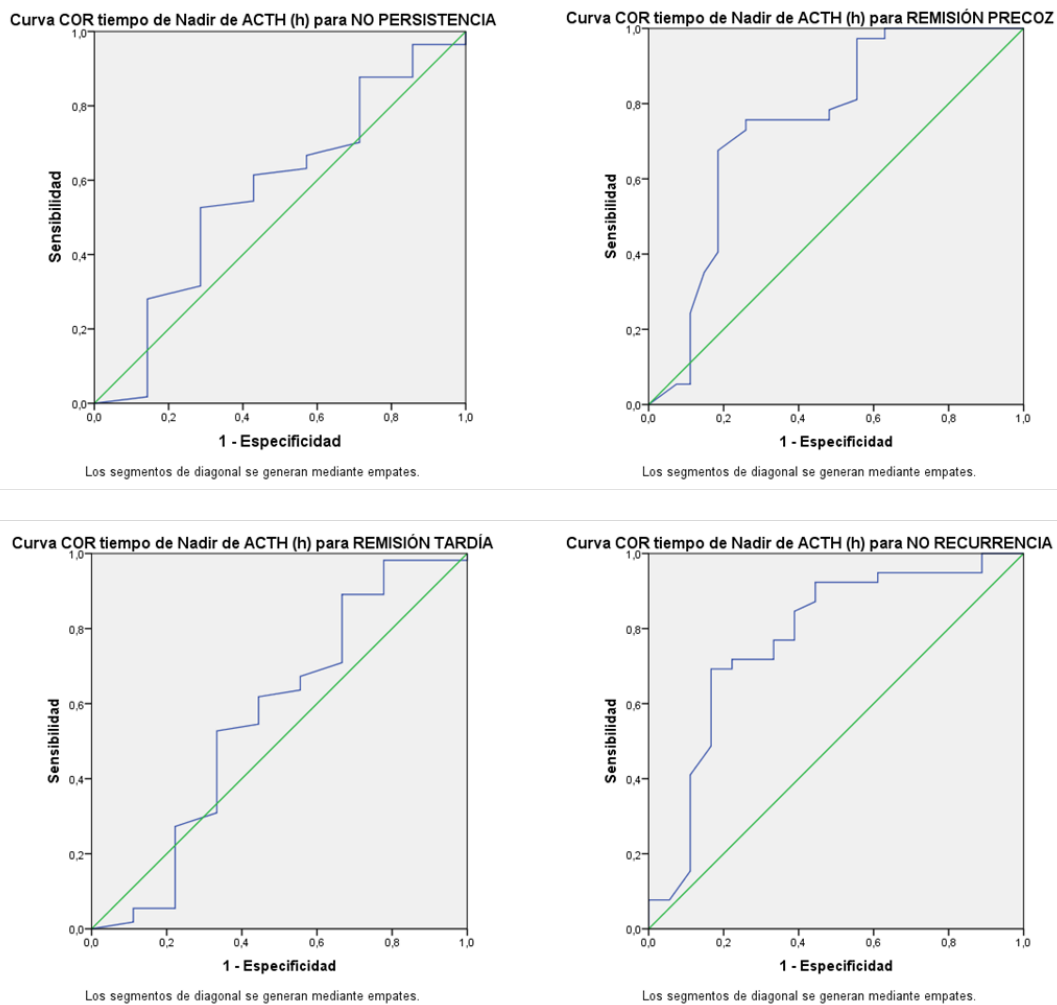 Curva COR tiempo de Nadir de ACTH (h) para NO PERSISTENCIA
1,0
0,8
0,6
0,4
0,2
0,0
Sensibilidad
0,0 0,2 0,4 0,6 0,8 1,0
1 - Especificidad
Los segmentos de diagonal se generan mediante empates.
Curva COR tiempo de Nadir de ACTH (h) para REMISIÓN PRECOZ
1,0
0,8
0,6
0,4
0,2
0,0
Sensibilidad
0,0 0,2 0,4 0,6 0,8 1,0
1 - Especificidad
Los segmentos de diagonal se generan mediante empates.
Curva COR tiempo de Nadir de ACTH (h) para REMISIÓN TARDÍA
1,0
0,8
0,6
0,4
0,2
0,0
Sensibilidad
0,0 0,2 0,4 0,6 0,8 1,0
1 - Especificidad
Los segmentos de diagonal se generan mediante empates.
Curva COR tiempo de Nadir de ACTH (h) para NO RECURRENCIA
1,0
0,8
0,6
0,4
0,2
0,0
Sensibilidad
0,0 0,2 0,4 0,6 0,8 1,0
1 - Especificidad
Los segmentos de diagonal se generan mediante empates.